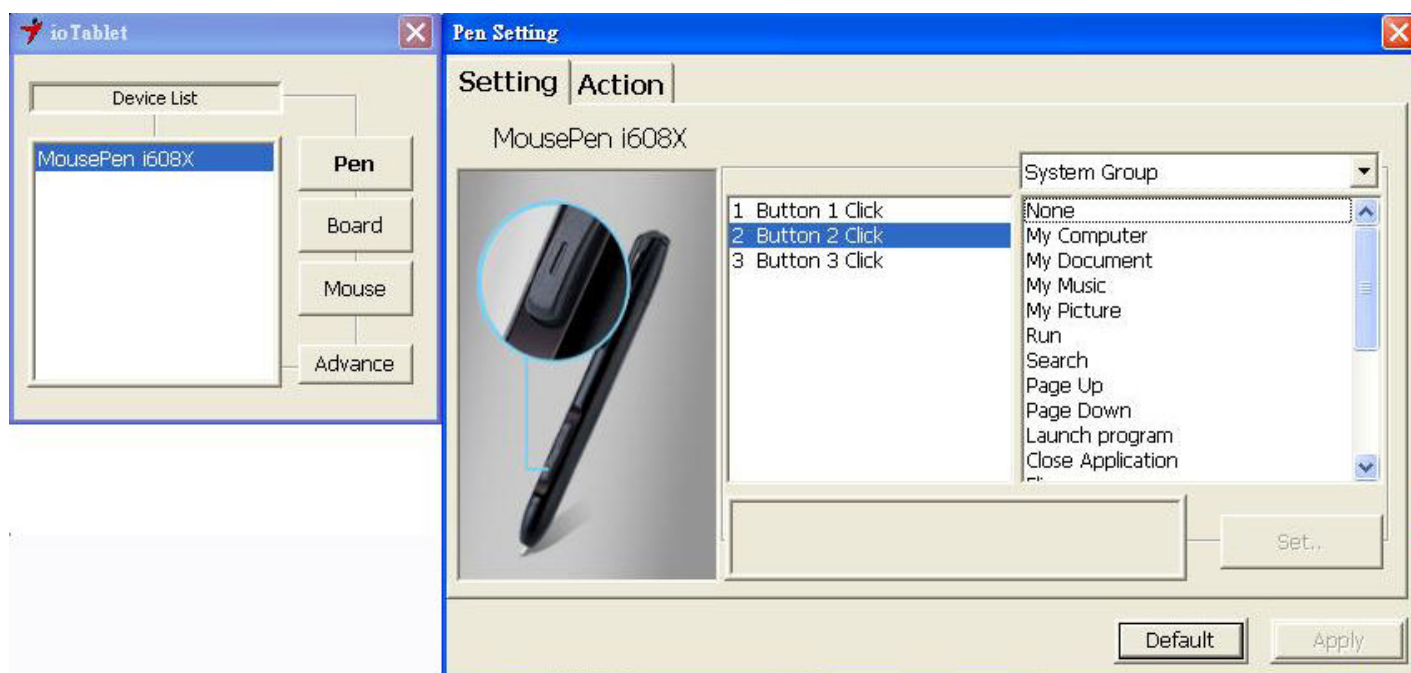 ioTablet
Device List
MousePen i608X
Pen
Board
Mouse
Advance
Pen Setting
Setting
Action
MousePen i608X
1 Button 1 Click
2 Button 2 Click
3 Button 3 Click
System Group
None
My Computer
My Document
My Music
My Picture
Run
Search
Page Up
Page Down
Launch program
Close Application
Set..
Default
Apply